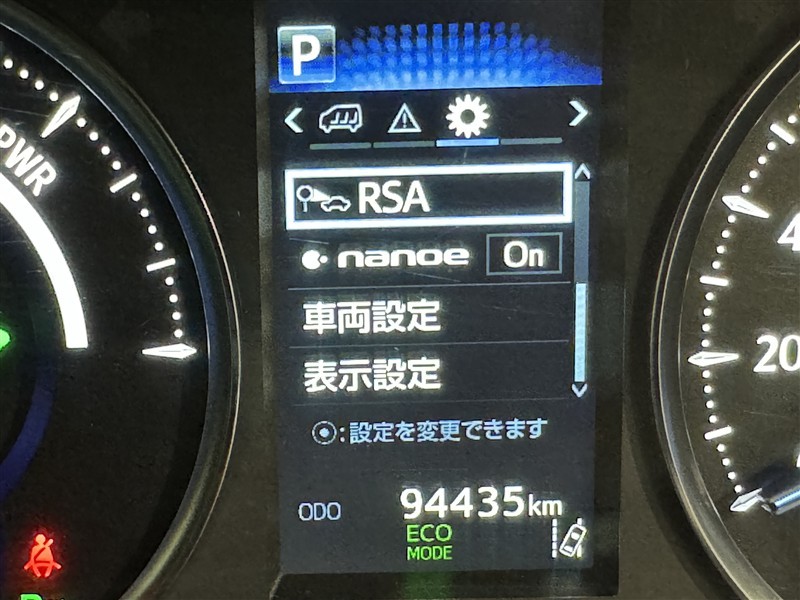 P
PWR
RSA
nanoe On
車両設定
表示設定
:設定を変更できます
20
ODO 94435km
ECO
MODE